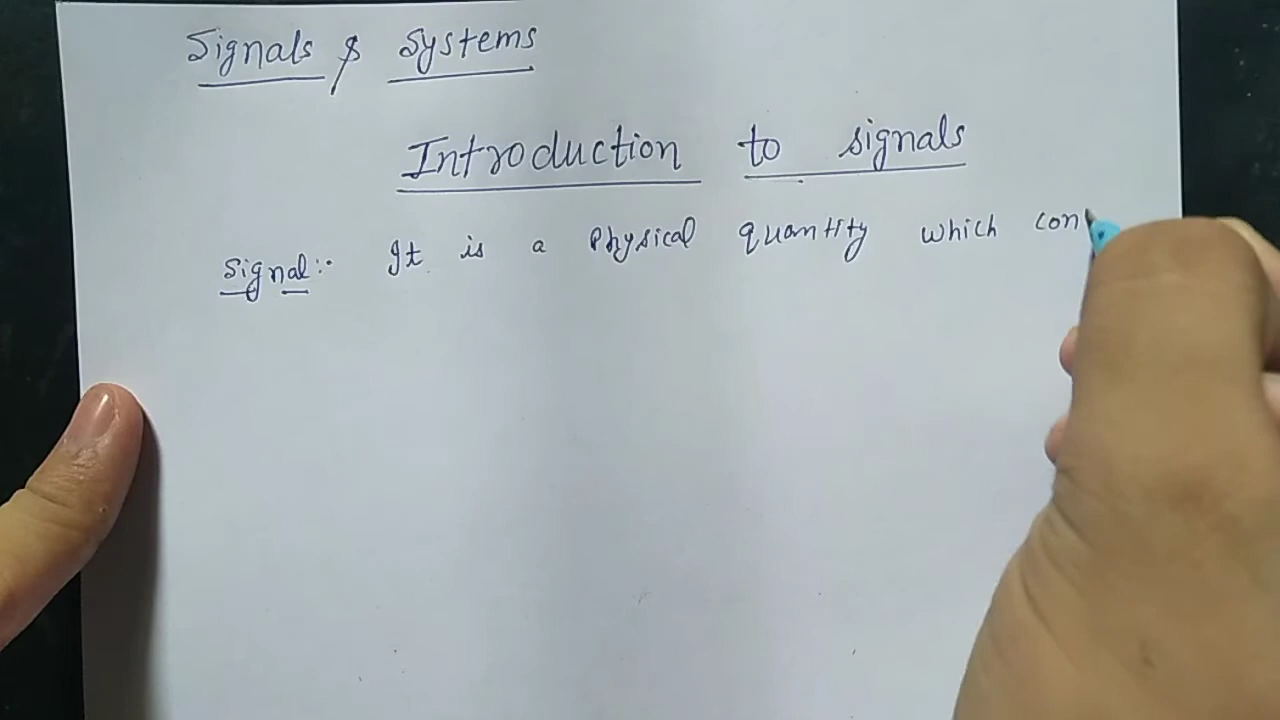 Signals & Systems
Introduction to signals
Signal:- It is a Physical quantity which con